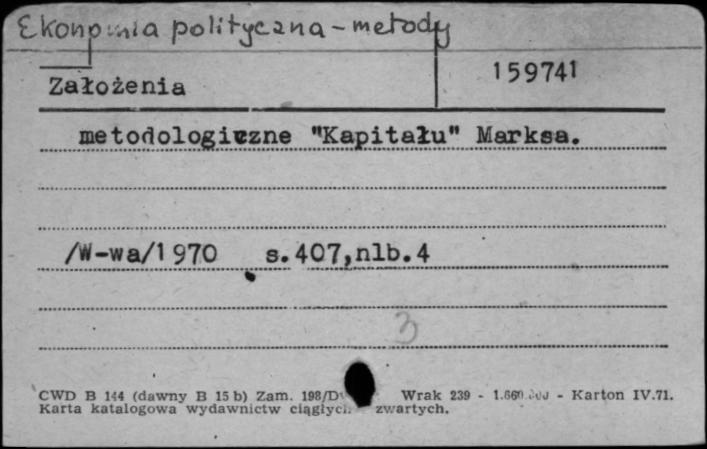 Ekonomia polityczna - metody
Założenia
159741
metodologiczne "Kapitału" Marksa.
/W-wa/1970 s.407,nlb.4
3
CWD B 144 (dawny B 15 b) Zam. 198/D Wrak 239 - 1.660.000 - Karton IV.71.
Karta katalogowa wydawnictw ciągłych zwartych.